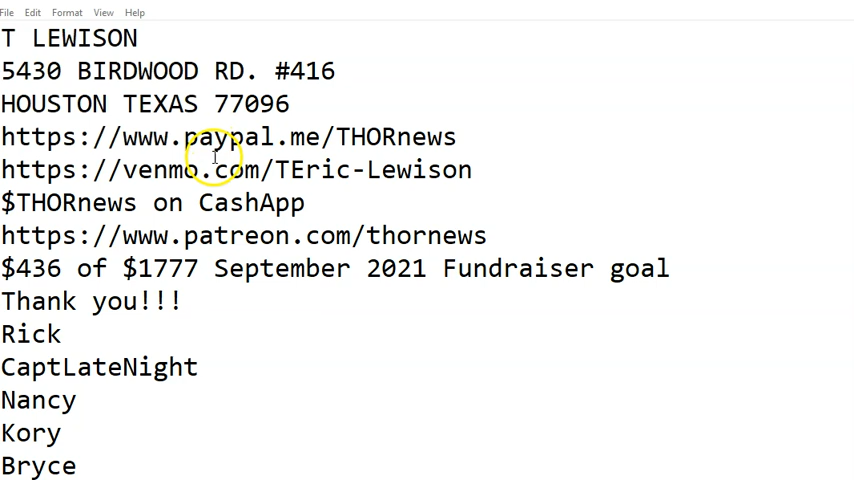 File Edit Format View Help
T LEWISON
5430 BIRDWOOD RD. #416
HOUSTON TEXAS 77096
https://www.paypal.me/THORnews
https://venmo.com/TEric-Lewison
$THORnews on CashApp
https://www.patreon.com/thornews
$436 of $1777 September 2021 Fundraiser goal
Thank you!!!
Rick
CaptLateNight
Nancy
Kory
Bryce